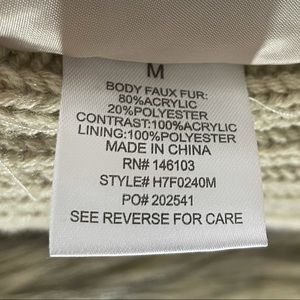 M
BODY FAUX FUR:
80%ACRYLIC
20%POLYESTER
CONTRAST:100%ACRYLIC
LINING:100%POLYESTER
MADE IN CHINA
RN# 146103
STYLE# H7F0240M
PO# 202541
SEE REVERSE FOR CARE